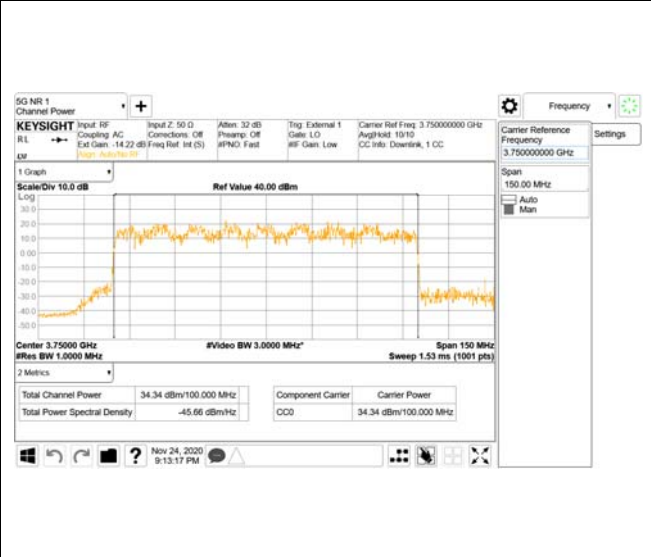 5G NR 1
Channel Power
Frequency
KEYSIGHT Input: RF Input Z: 50 Ω Atten: 32 dB Trig: External 1 Carrier Ref Freq: 3.750000000 GHz
R L Coupling: AC Corrections: Off Preamp: Off Gate: LO Avg|Hold: 10/10
Ext Gain: -14.22 dB Freq Ref: Int (S) #PNO: Fast #IF Gain: Low CC Info: Downlink, 1 CC
Align: Auto/No RF
Carrier Reference
Frequency
3.750000000 GHz
Settings
Span
150.00 MHz
Auto
Man
1 Graph
Scale/Div 10.0 dB Ref Value 40.00 dBm
Log
30.0
20.0
10.0
0.00
-10.0
-20.0
-30.0
-40.0
-50.0
Center 3.75000 GHz #Video BW 3.0000 MHz* Span 150 MHz
#Res BW 1.0000 MHz Sweep 1.53 ms (1001 pts)
2 Metrics
Total Channel Power 34.34 dBm/100.000 MHz Component Carrier Carrier Power
Total Power Spectral Density -45.66 dBm/Hz CC0 34.34 dBm/100.000 MHz
? Nov 24, 2020
9:13:17 PM